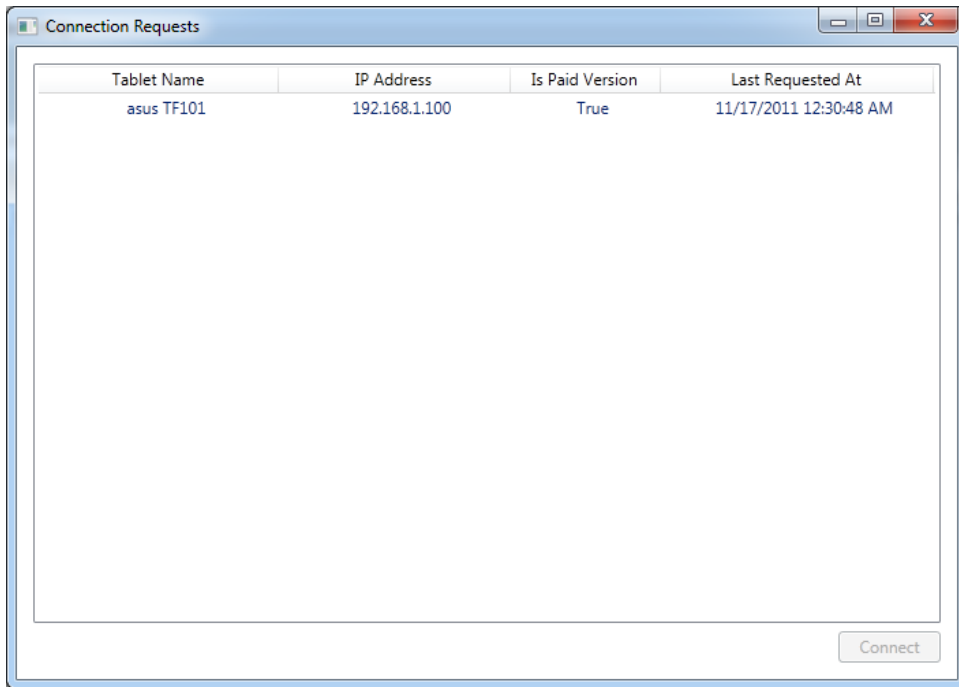 Connection Requests
Tablet Name IP Address Is Paid Version Last Requested At
asus TF101 192.168.1.100 True 11/17/2011 12:30:48 AM
Connect